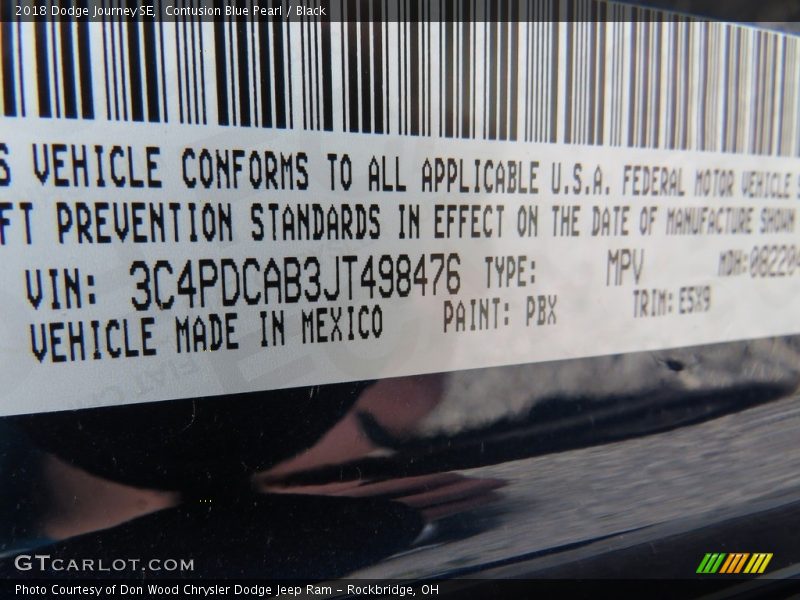 2018 Dodge Journey SE, Contusion Blue Pearl / Black
S VEHICLE CONFORMS TO ALL APPLICABLE U.S.A. FEDERAL MOTOR VEHICLE
FT PREVENTION STANDARDS IN EFFECT ON THE DATE OF MANUFACTURE SHOWN
VIN: 3C4PDCAB3JT498476 TYPE: MPV MDH: 082204
VEHICLE MADE IN MEXICO PAINT: PBX TRIM: E5X9
GTCARLOT.COM
Photo Courtesy of Don Wood Chrysler Dodge Jeep Ram – Rockbridge, OH